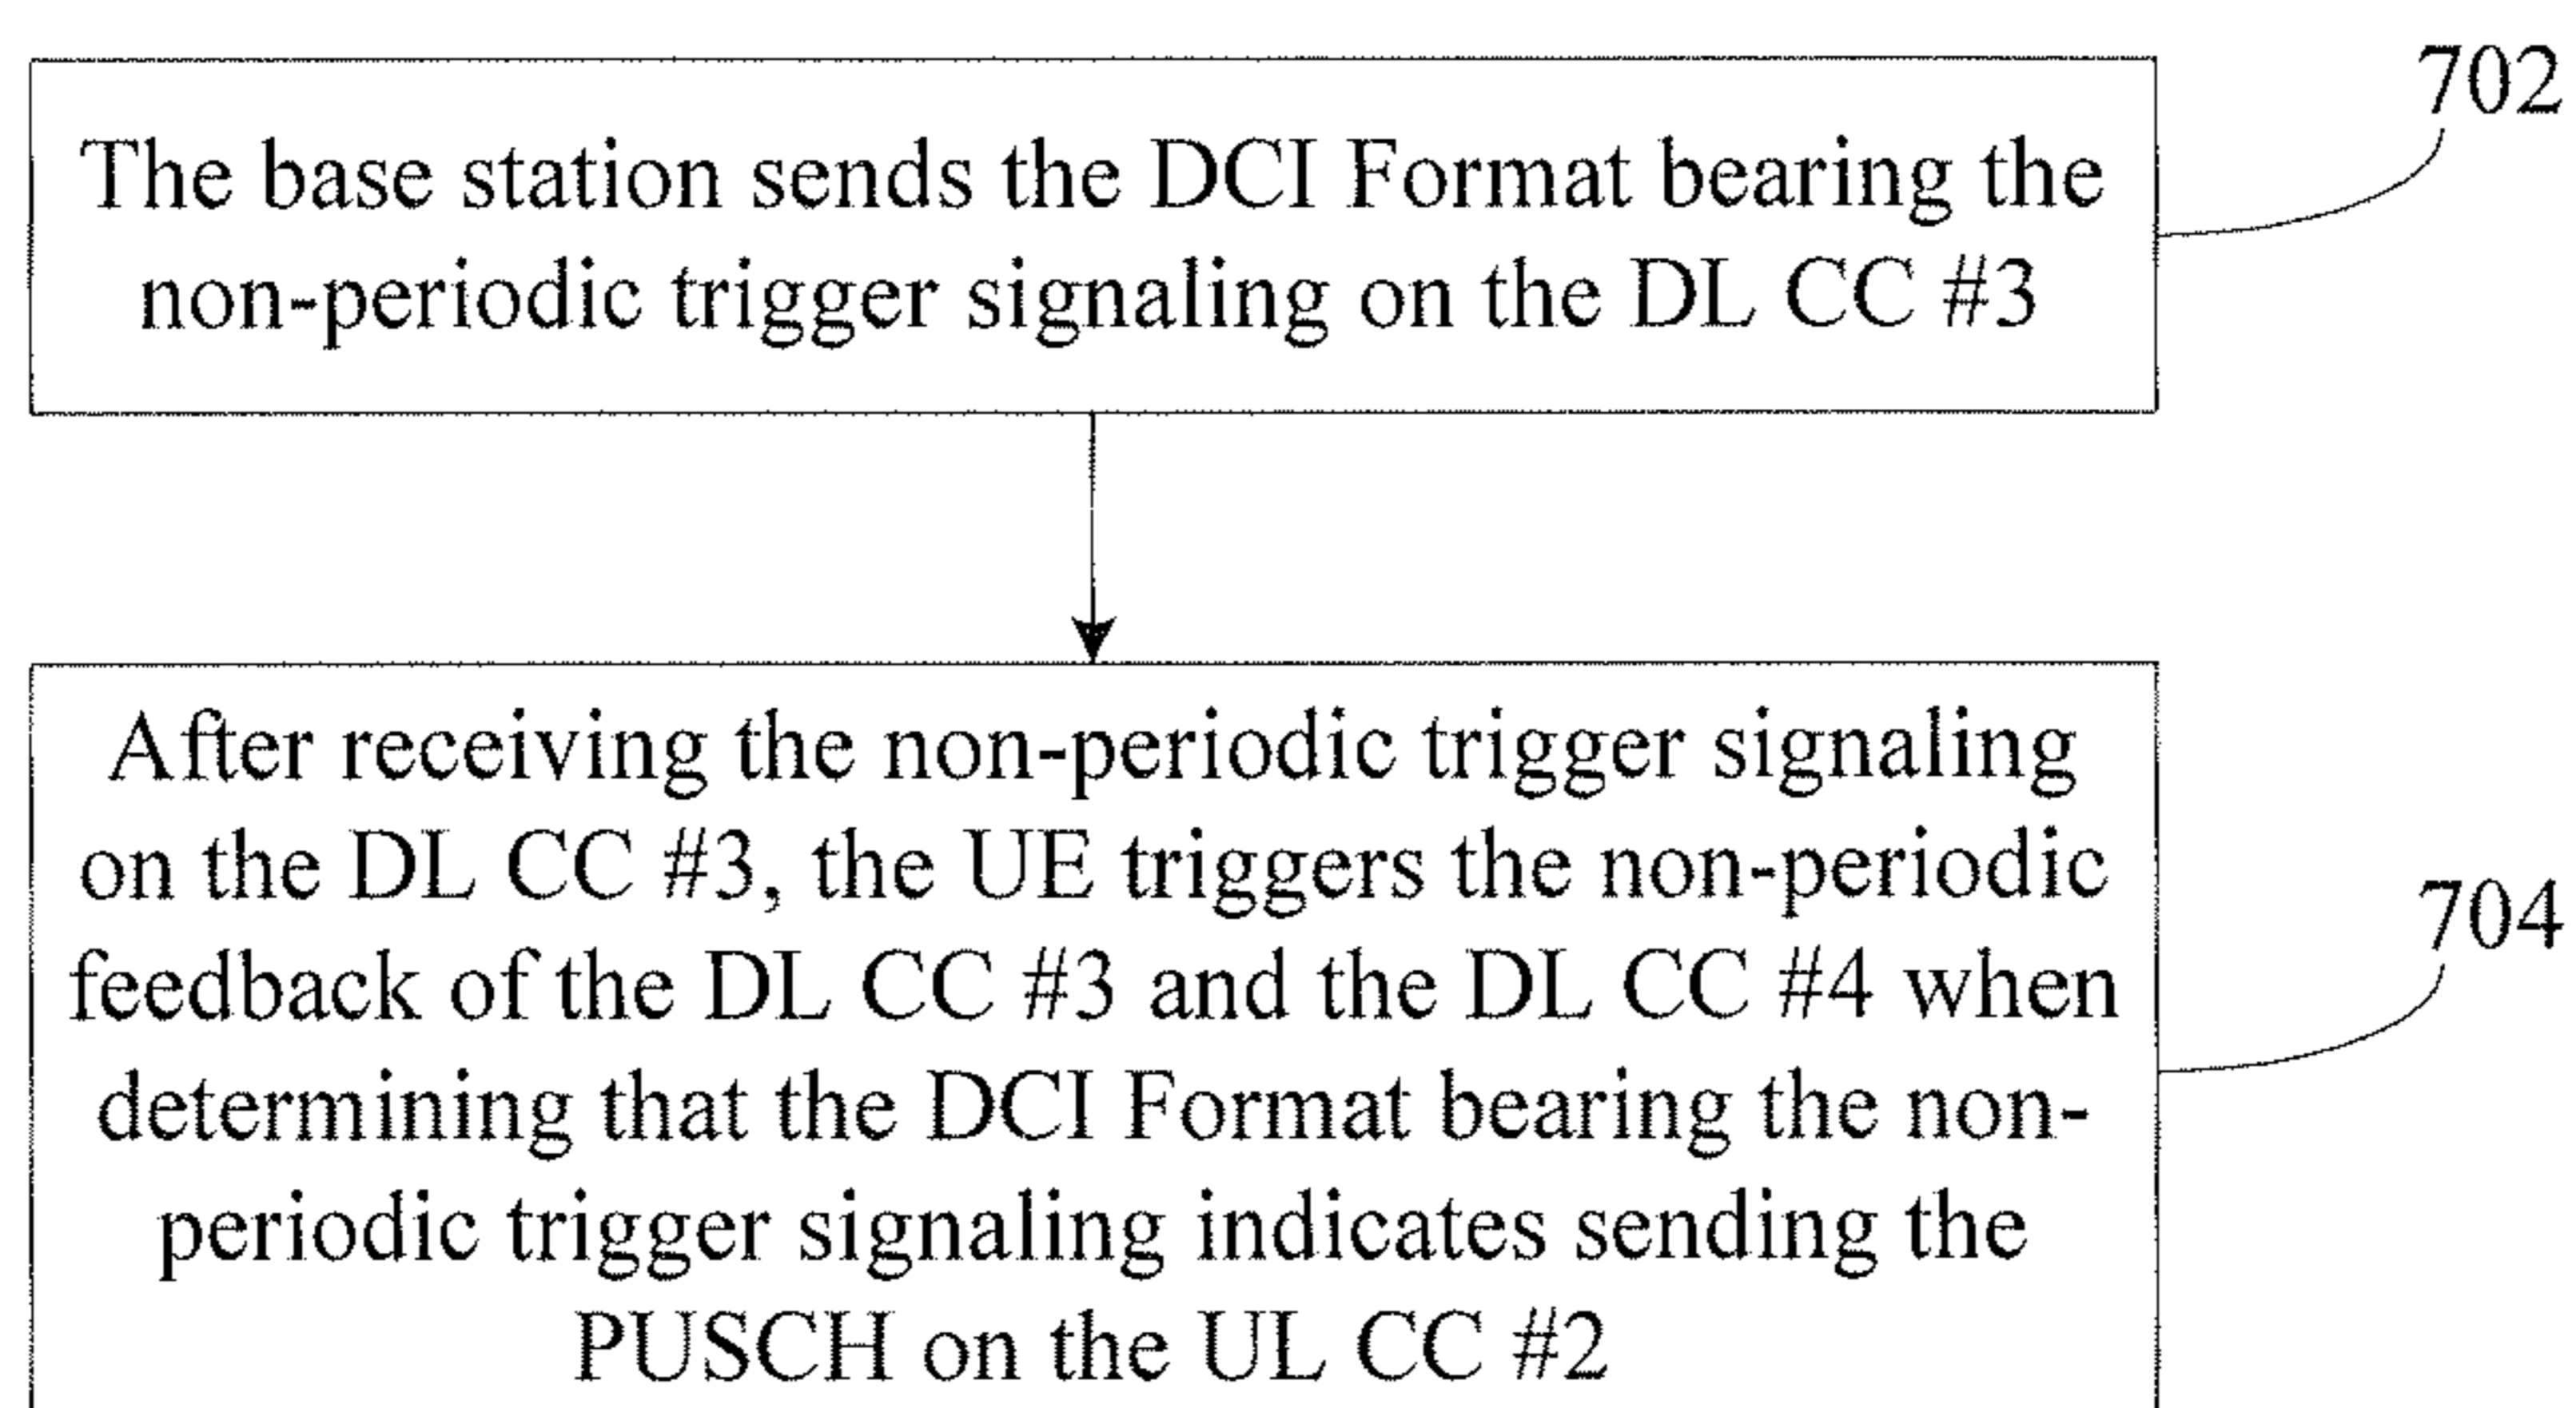 702
The base station sends the DCI Format bearing the
non-periodic trigger signaling on the DL CC #3
After receiving the non-periodic trigger signaling
on the DL CC #3, the UE triggers the non-periodic
feedback of the DL CC #3 and the DL CC #4 when
704
determining that the DCI Format bearing the non-
periodic trigger signaling indicates sending the
PUSCH on the UL CC #2